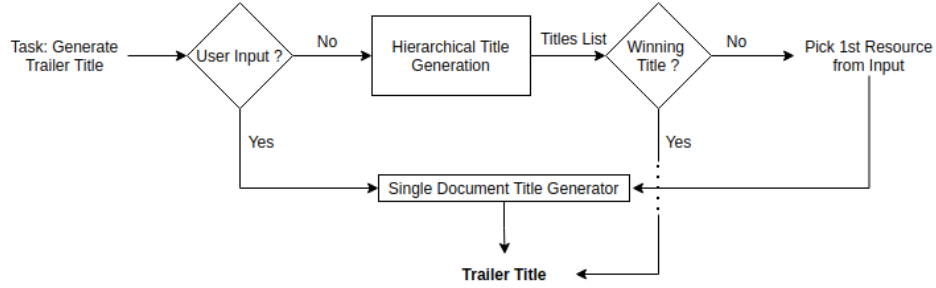 Task: Generate
Trailer Title
User Input ?
No
Hierarchical Title
Generation
Titles List
Winning
Title ?
No
Pick 1st Resource
from Input
Yes
Yes
Single Document Title Generator
Trailer Title